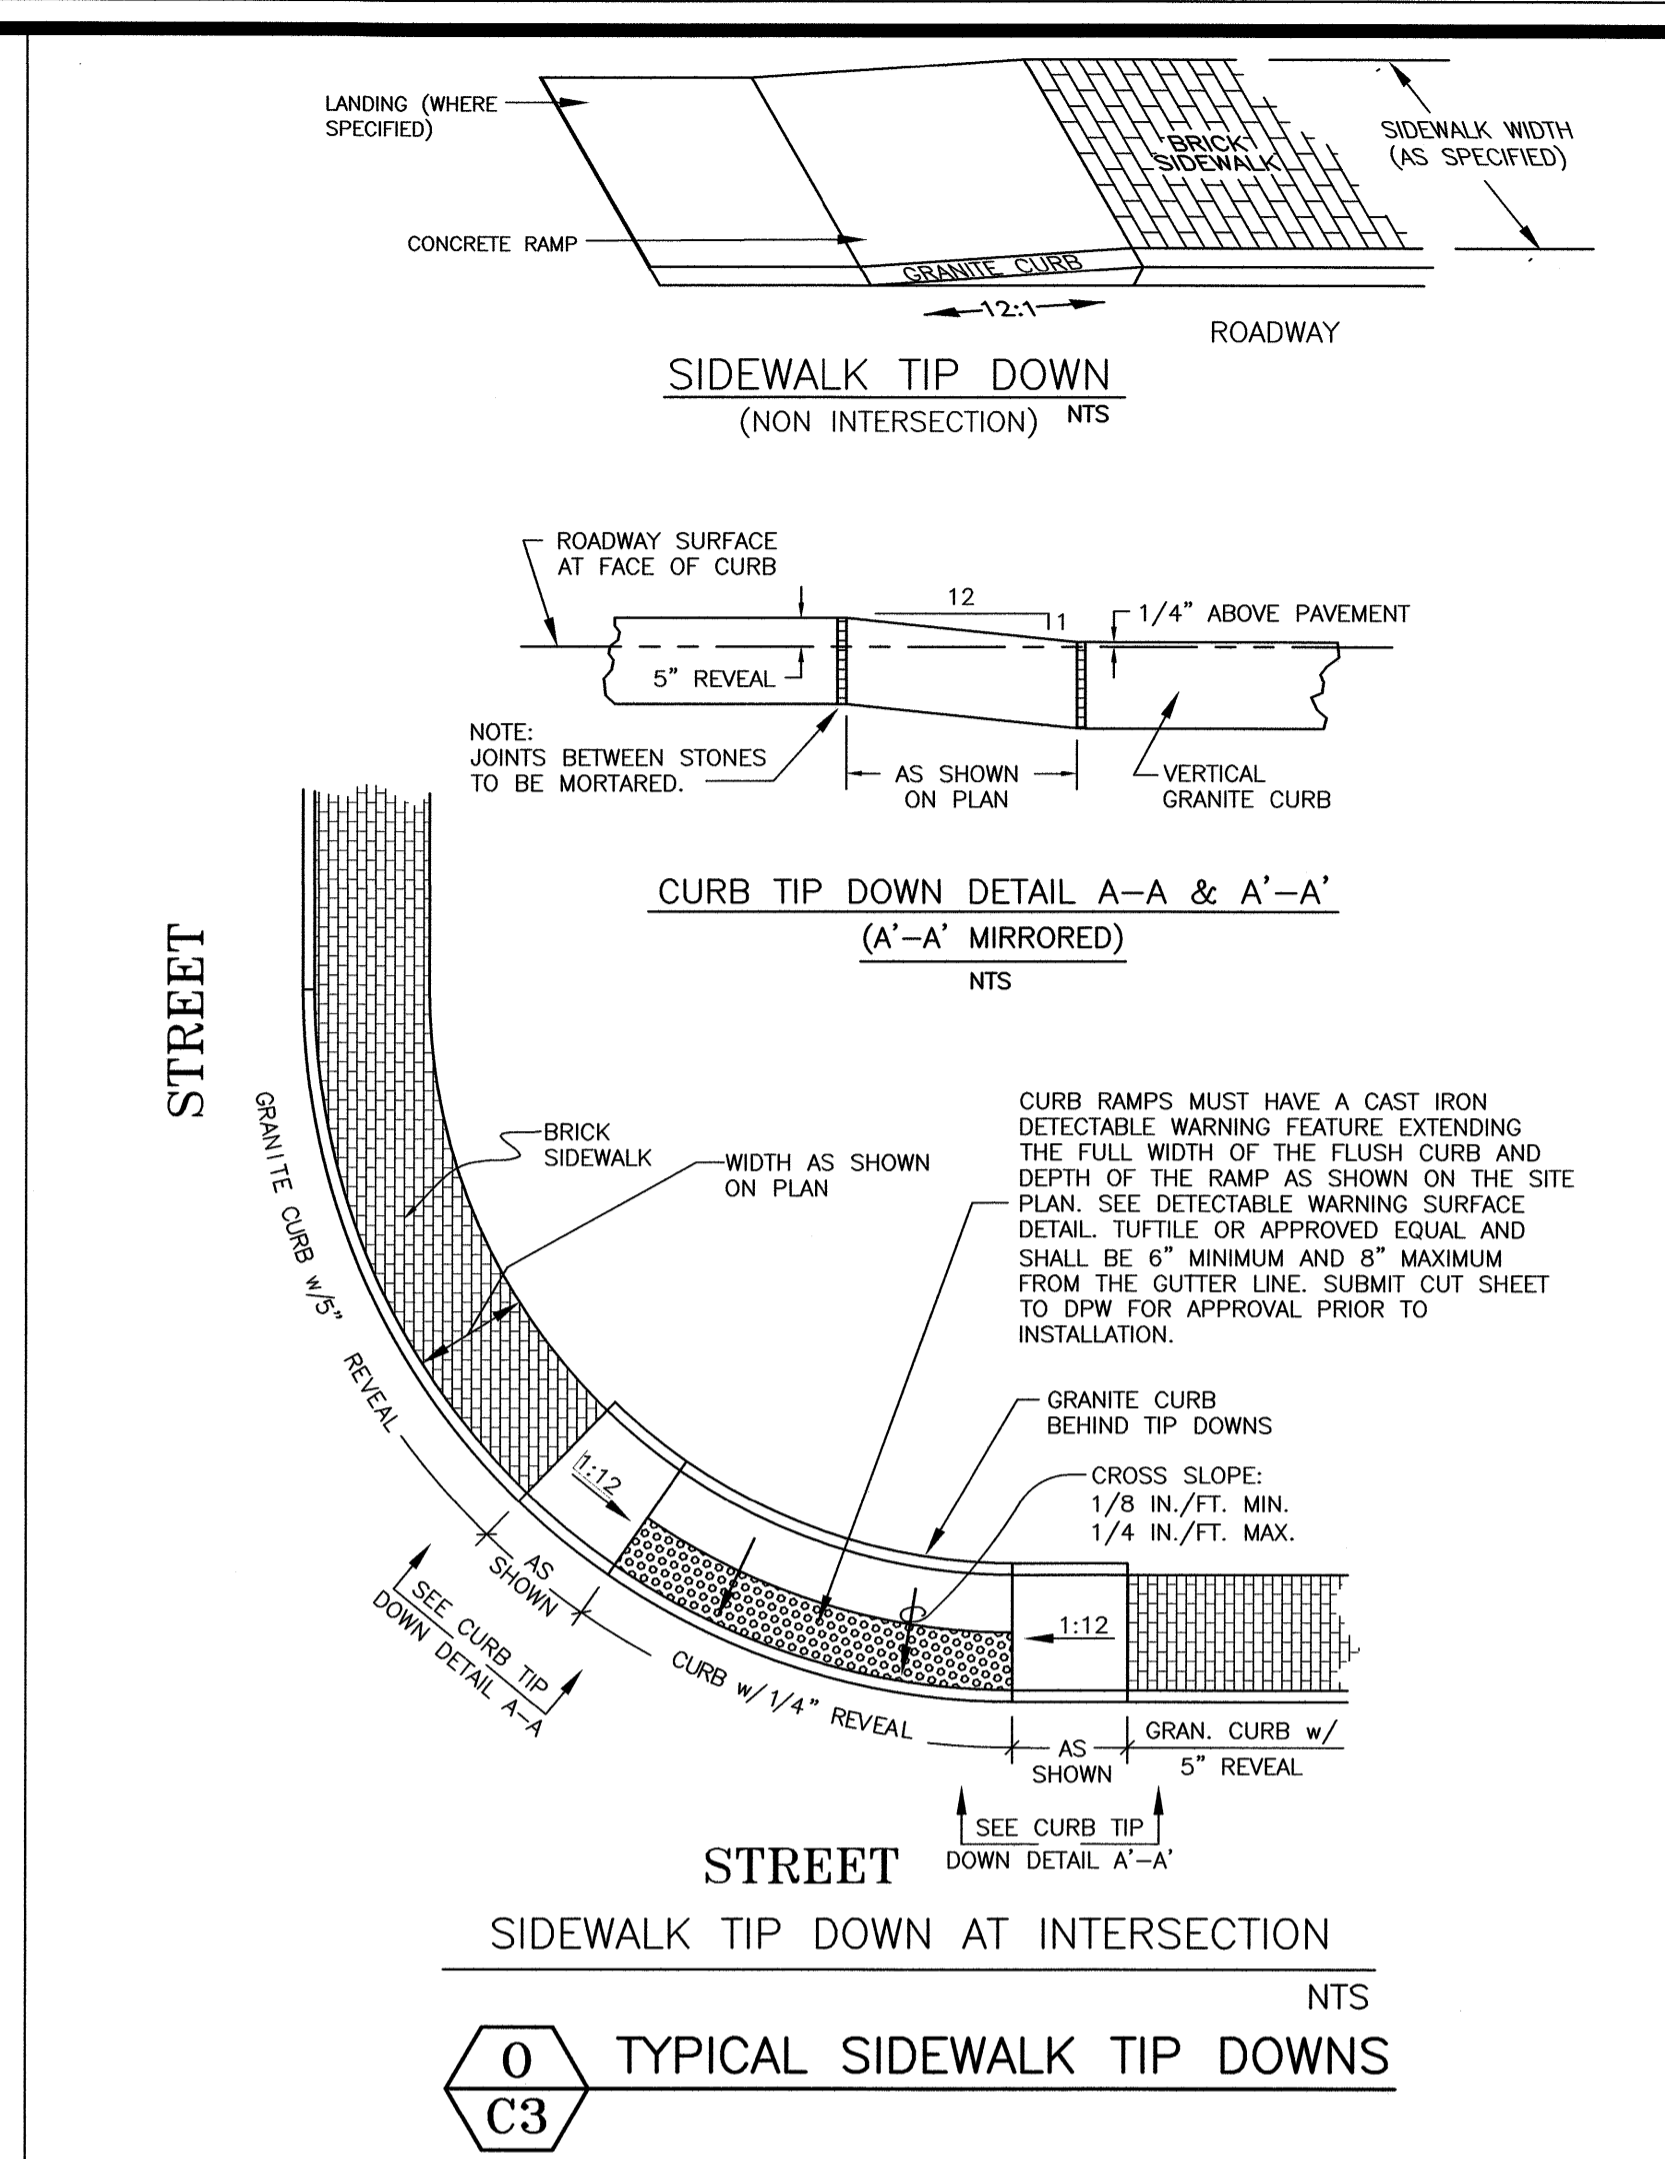 LANDING (WHERE
SPECIFIED)
BRICK
SIDEWALK
SIDEWALK WIDTH
(AS SPECIFIED)
CONCRETE RAMP
GRANITE CURB
12:1
ROADWAY
SIDEWALK TIP DOWN
(NON INTERSECTION) NTS
ROADWAY SURFACE
AT FACE OF CURB
12
1
1/4" ABOVE PAVEMENT
5" REVEAL
NOTE:
JOINTS BETWEEN STONES
TO BE MORTARED.
AS SHOWN
ON PLAN
VERTICAL
GRANITE CURB
CURB TIP DOWN DETAIL A-A & A'-A'
(A'-A' MIRRORED)
NTS
STREET
GRANITE CURB w/5" REVEAL
BRICK
SIDEWALK
WIDTH AS SHOWN
ON PLAN
CURB RAMPS MUST HAVE A CAST IRON
DETECTABLE WARNING FEATURE EXTENDING
THE FULL WIDTH OF THE FLUSH CURB AND
DEPTH OF THE RAMP AS SHOWN ON THE SITE
PLAN. SEE DETECTABLE WARNING SURFACE
DETAIL. TUFTILE OR APPROVED EQUAL AND
SHALL BE 6" MINIMUM AND 8" MAXIMUM
FROM THE GUTTER LINE. SUBMIT CUT SHEET
TO DPW FOR APPROVAL PRIOR TO
INSTALLATION.
GRANITE CURB
BEHIND TIP DOWNS
CROSS SLOPE:
1/8 IN./FT. MIN.
1/4 IN./FT. MAX.
1:12
AS
SHOWN
SEE CURB TIP
DOWN DETAIL A-A
CURB w/ 1/4" REVEAL
1:12
AS
SHOWN
GRAN. CURB w/
5" REVEAL
SEE CURB TIP
DOWN DETAIL A'-A'
STREET
SIDEWALK TIP DOWN AT INTERSECTION
NTS
O
C3
TYPICAL SIDEWALK TIP DOWNS